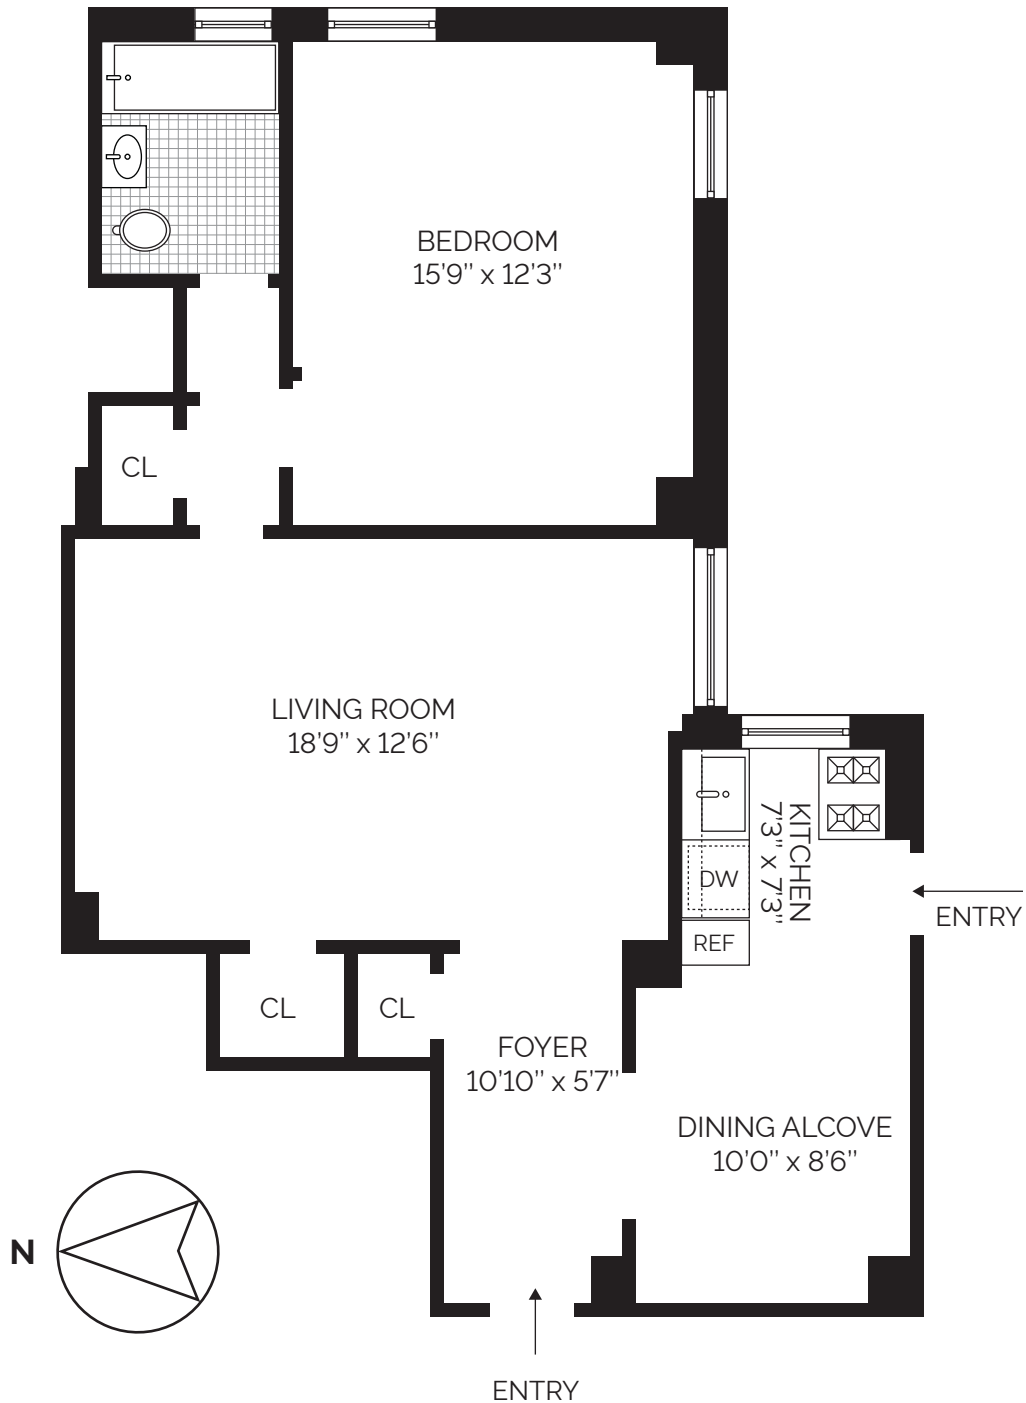 BEDROOM
15'9" x 12'3"
CL
LIVING ROOM
18'9" x 12'6"
KITCHEN
7'3" x 7'3"
DW
REF
ENTRY
CL
CL
FOYER
10'10" x 5'7"
DINING ALCOVE
10'0" x 8'6"
N
ENTRY